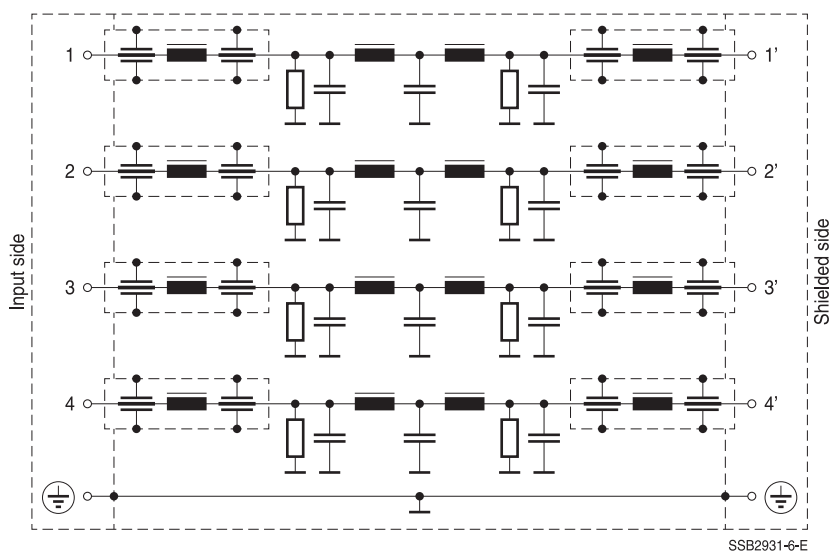 1
1'
2
2'
Input side
Shielded side
3
3'
4
4'
SSB2931-6-E